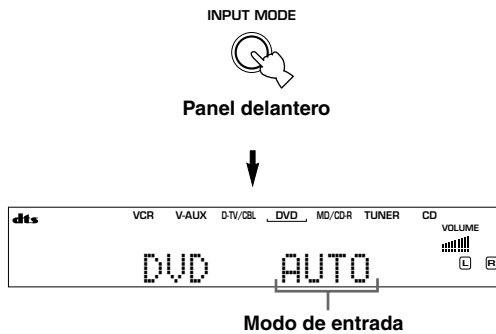 INPUT MODE
Panel delantero
dts VCR V-AUX D-TV/CBL DVD MD/CD-R TUNER CD
VOLUME
L R
DVD AUTO
Modo de entrada